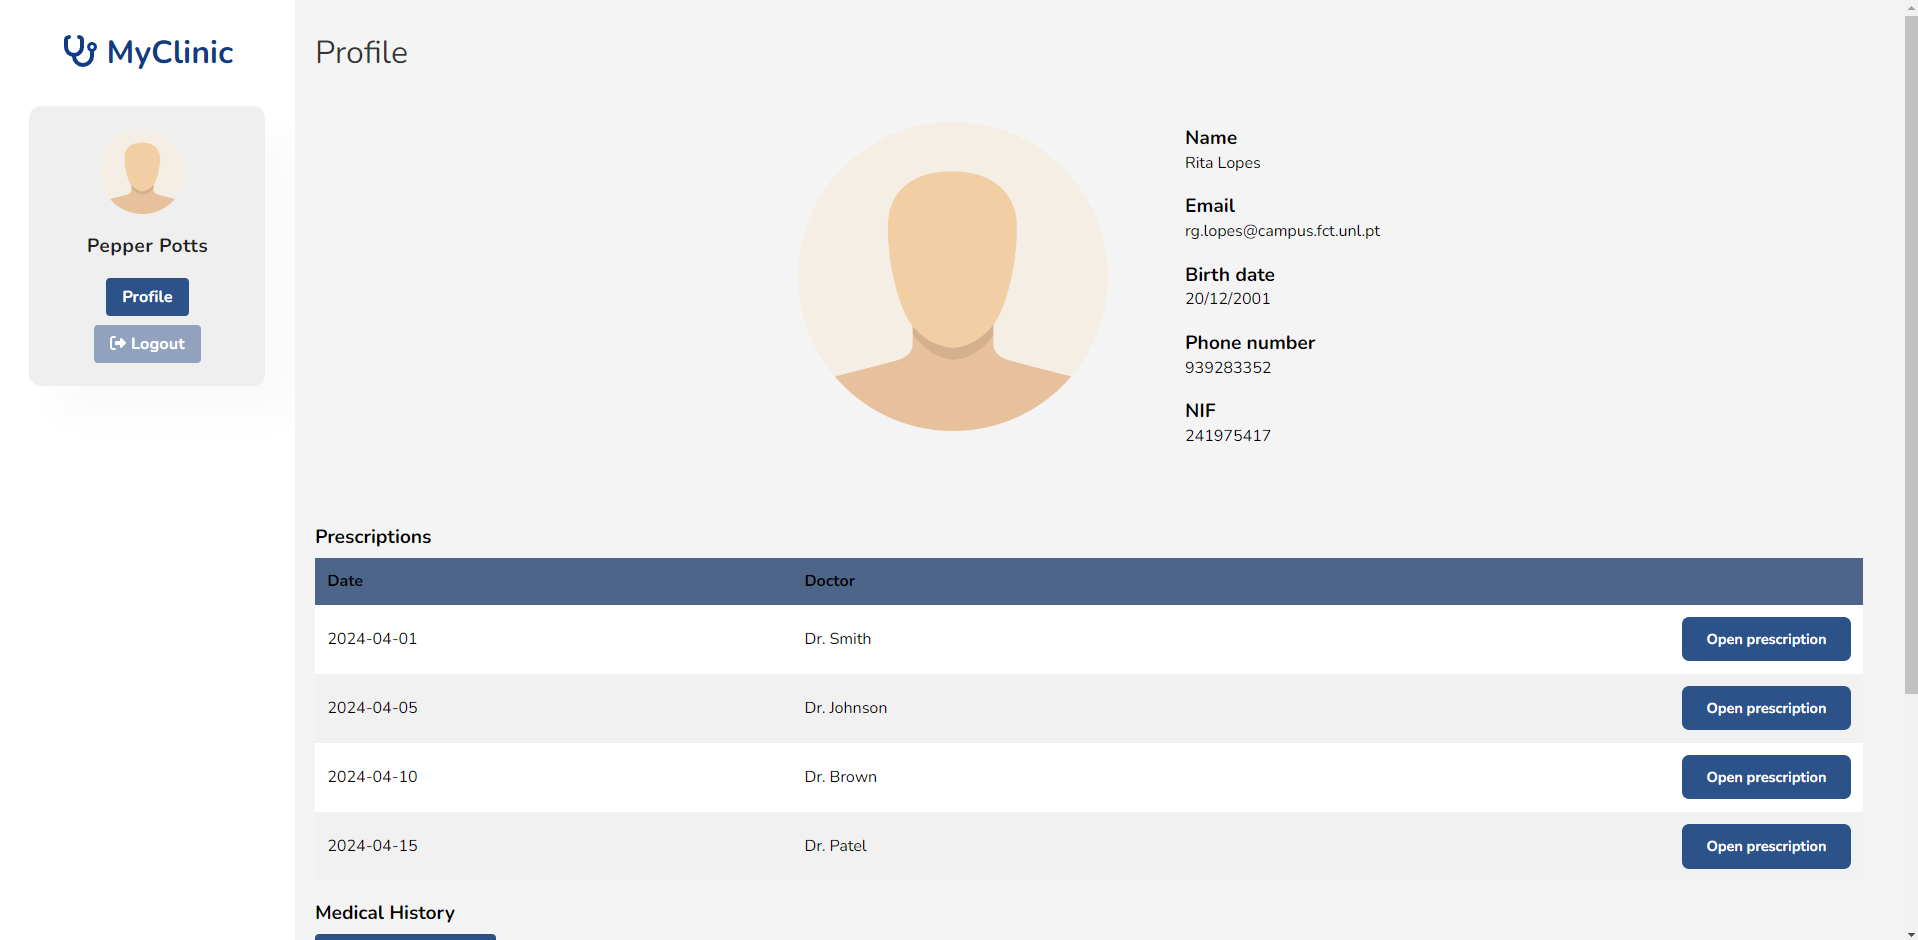 MyClinic
Pepper Potts
Profile
Logout
Profile
Name
Rita Lopes
Email
rg.lopes@campus.fct.unl.pt
Birth date
20/12/2001
Phone number
939283352
NIF
241975417
Prescriptions
Date Doctor
2024-04-01 Dr. Smith Open prescription
2024-04-05 Dr. Johnson Open prescription
2024-04-10 Dr. Brown Open prescription
2024-04-15 Dr. Patel Open prescription
Medical History